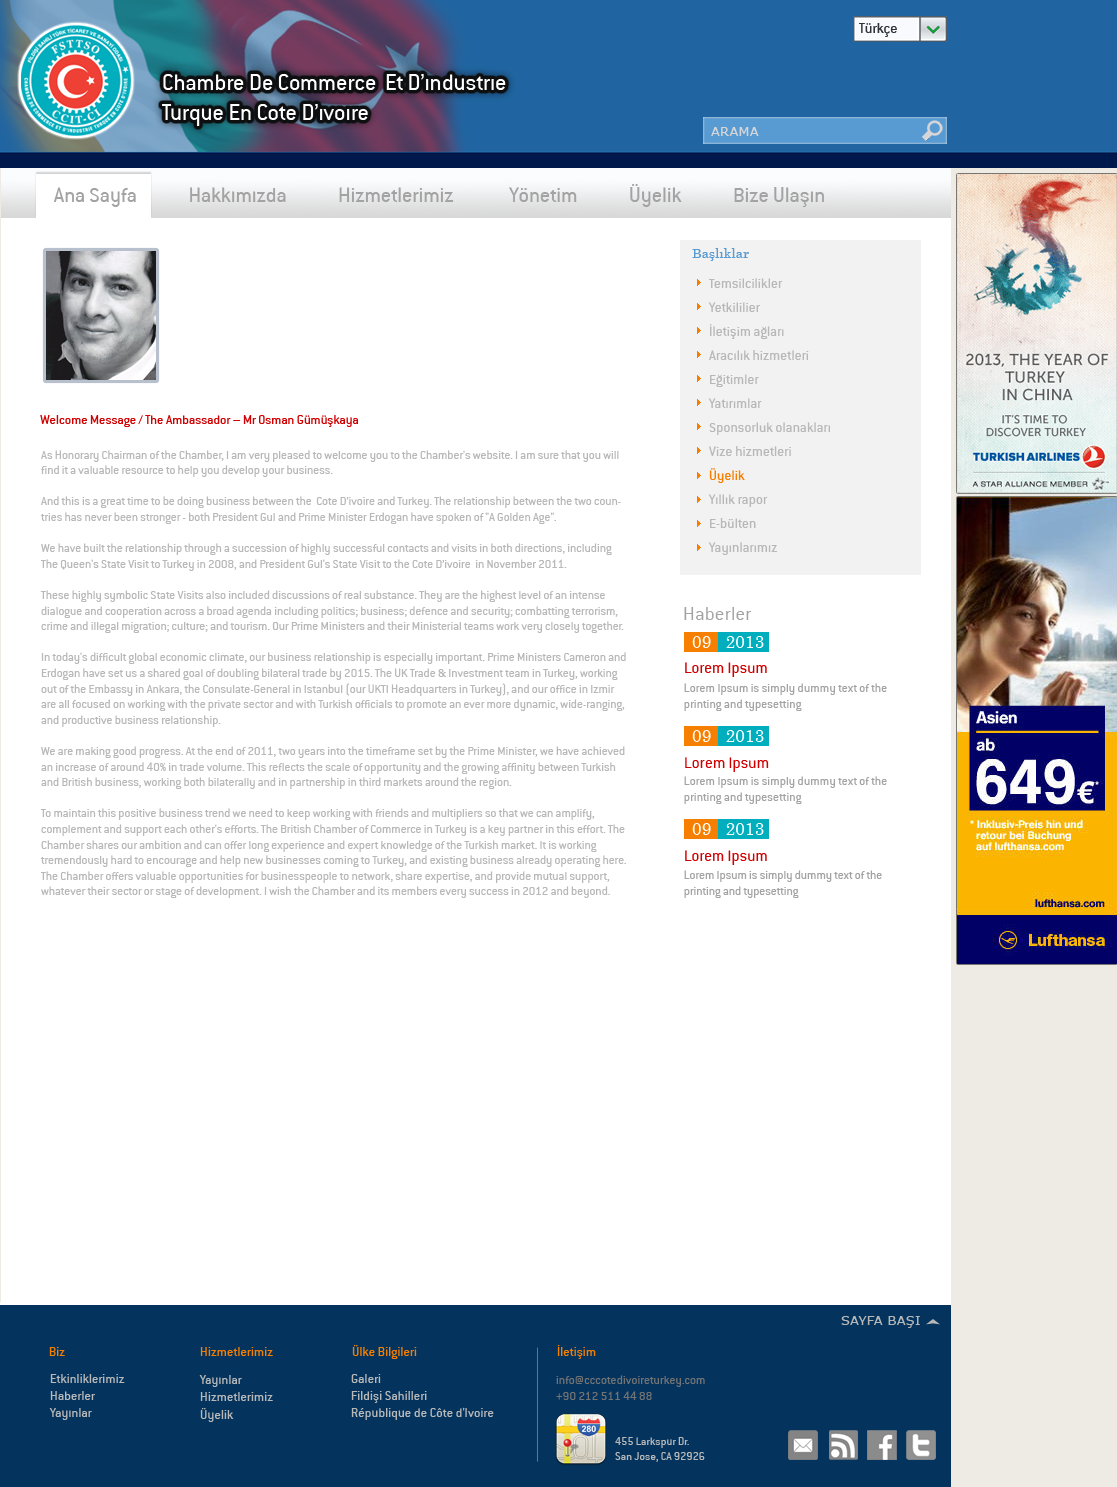 FSTTSO
CCIT-CI
Chambre De Commerce Et D'ındustrıe
Turque En Cote D'ıvoıre
Türkçe
ARAMA
Ana Sayfa
Hakkımızda
Hizmetlerimiz
Yönetim
Üyelik
Bize Ulaşın
Welcome Message / The Ambassador – Mr Osman Gümüşkaya
As Honorary Chairman of the Chamber, I am very pleased to welcome you to the Chamber's website. I am sure that you will
find it a valuable resource to help you develop your business.
And this is a great time to be doing business between the Cote D'ivoire and Turkey. The relationship between the two coun-
tries has never been stronger - both President Gul and Prime Minister Erdogan have spoken of "A Golden Age".
We have built the relationship through a succession of highly successful contacts and visits in both directions, including
The Queen's State Visit to Turkey in 2008, and President Gul's State Visit to the Cote D'ivoire in November 2011.
These highly symbolic State Visits also included discussions of real substance. They are the highest level of an intense
dialogue and cooperation across a broad agenda including politics; business; defence and security; combatting terrorism,
crime and illegal migration; culture; and tourism. Our Prime Ministers and their Ministerial teams work very closely together.
In today's difficult global economic climate, our business relationship is especially important. Prime Ministers Cameron and
Erdogan have set us a shared goal of doubling bilateral trade by 2015. The UK Trade & Investment team in Turkey, working
out of the Embassy in Ankara, the Consulate-General in Istanbul (our UKTI Headquarters in Turkey), and our office in Izmir
are all focused on working with the private sector and with Turkish officials to promote an ever more dynamic, wide-ranging,
and productive business relationship.
We are making good progress. At the end of 2011, two years into the timeframe set by the Prime Minister, we have achieved
an increase of around 40% in trade volume. This reflects the scale of opportunity and the growing affinity between Turkish
and British business, working both bilaterally and in partnership in third markets around the region.
To maintain this positive business trend we need to keep working with friends and multipliers so that we can amplify,
complement and support each other's efforts. The British Chamber of Commerce in Turkey is a key partner in this effort. The
Chamber shares our ambition and can offer long experience and expert knowledge of the Turkish market. It is working
tremendously hard to encourage and help new businesses coming to Turkey, and existing business already operating here.
The Chamber offers valuable opportunities for businesspeople to network, share expertise, and provide mutual support,
whatever their sector or stage of development. I wish the Chamber and its members every success in 2012 and beyond.
Başlıklar
Temsilcilikler
Yetkililier
İletişim ağları
Aracılık hizmetleri
Eğitimler
Yatırımlar
Sponsorluk olanakları
Vize hizmetleri
Üyelik
Yıllık rapor
E-bülten
Yayınlarımız
Haberler
09 2013
Lorem Ipsum
Lorem Ipsum is simply dummy text of the
printing and typesetting
09 2013
Lorem Ipsum
Lorem Ipsum is simply dummy text of the
printing and typesetting
09 2013
Lorem Ipsum
Lorem Ipsum is simply dummy text of the
printing and typesetting
2013, THE YEAR OF
TURKEY
IN CHINA
IT'S TIME TO
DISCOVER TURKEY
TURKISH AIRLINES
A STAR ALLIANCE MEMBER
Asien
ab
649€*
* Inklusiv-Preis hin und
retour bei Buchung
auf lufthansa.com
lufthansa.com
Lufthansa
SAYFA BAŞI
Biz
Etkinliklerimiz
Haberler
Yayınlar
Hizmetlerimiz
Yayınlar
Hizmetlerimiz
Üyelik
Ülke Bilgileri
Galeri
Fildişi Sahilleri
République de Côte d'Ivoire
İletişim
info@cccotedivoireturkey.com
+90 212 511 44 88
280
455 Larkspur Dr.
San Jose, CA 92926